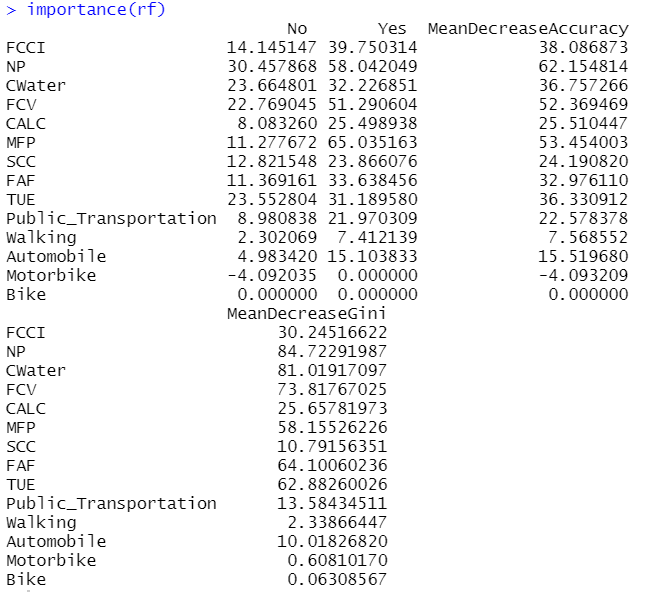 > importance(rf)
No Yes MeanDecreaseAccuracy
FCCI 14.145147 39.750314 38.086873
NP 30.457868 58.042049 62.154814
CWater 23.664801 32.226851 36.757266
FCV 22.769045 51.290604 52.369469
CALC 8.083260 25.498938 25.510447
MFP 11.277672 65.035163 53.454003
SCC 12.821548 23.866076 24.190820
FAF 11.369161 33.638456 32.976110
TUE 23.552804 31.189580 36.330912
Public_Transportation 8.980838 21.970309 22.578378
Walking 2.302069 7.412139 7.568552
Automobile 4.983420 15.103833 15.519680
Motorbike -4.092035 0.000000 -4.093209
Bike 0.000000 0.000000 0.000000
MeanDecreaseGini
FCCI 30.24516622
NP 84.72291987
CWater 81.01917097
FCV 73.81767025
CALC 25.65781973
MFP 58.15526226
SCC 10.79156351
FAF 64.10060236
TUE 62.88260026
Public_Transportation 13.58434511
Walking 2.33866447
Automobile 10.01826820
Motorbike 0.60810170
Bike 0.06308567